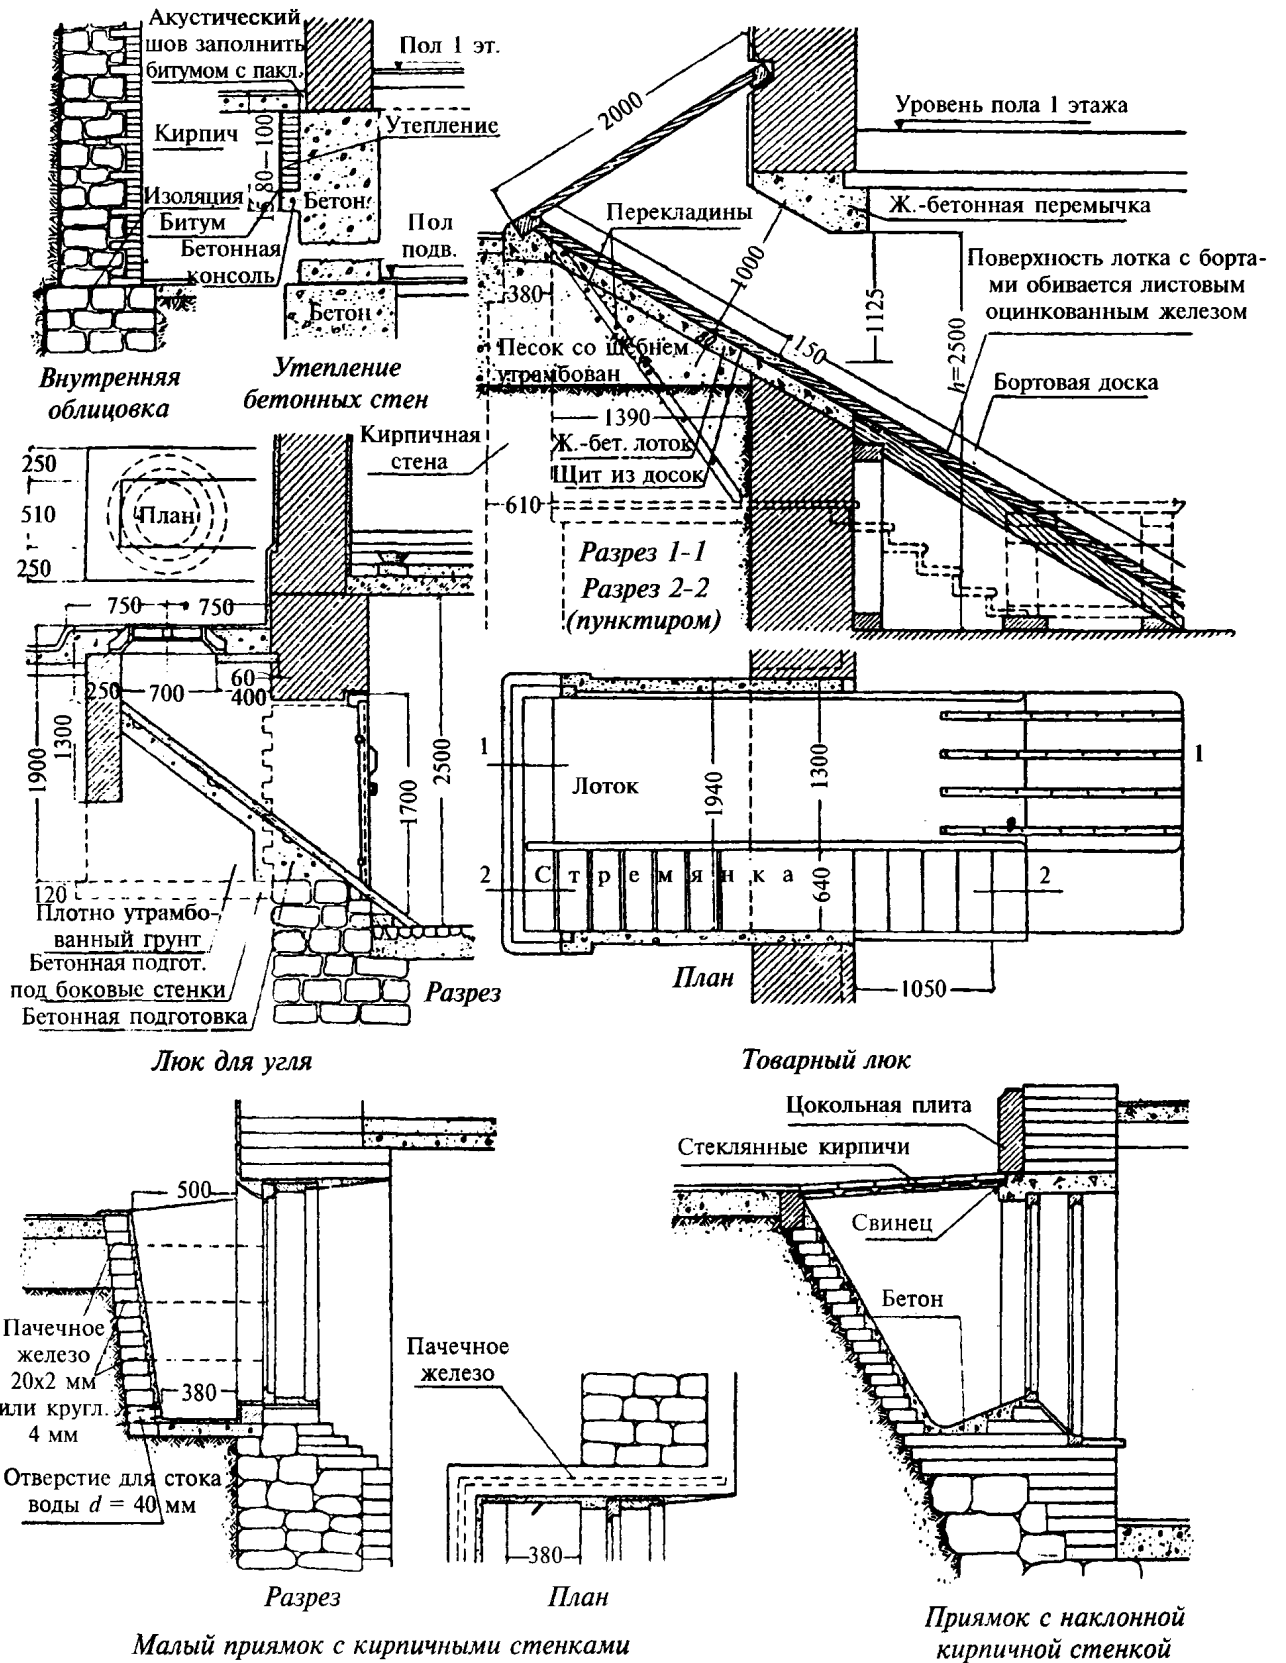 Акустический
шов заполнить
битумом с пакл.
Пол 1 эт.
Кирпич
80—100
Утепление
Изоляция
15
Битум
Бетон
Бетонная
консоль
Пол
подв.
Бетон
Внутренняя
облицовка
Утепление
бетонных стен
2000
Уровень пола 1 этажа
Перекладины
Ж.-бетонная перемычка
1000
380
1125
h=2500
Поверхность лотка с борта-
ми обивается листовым
оцинкованным железом
Песок со щебнем
утрамбован
80
150
Бортовая доска
1390
Кирпичная
стена
Ж.-бет. лоток
Щит из досок
610
Разрез 1-1
Разрез 2-2
(пунктиром)
250
510
План
250
750
750
60
250
700
400
1900
1300
2500
1700
120
Плотно утрамбо-
ванный грунт
Бетонная подгот.
под боковые стенки
Бетонная подготовка
Разрез
Люк для угля
1
1
Лоток
1940
1300
2
Стремянка
640
2
План
1050
Товарный люк
500
Пачечное
железо
20х2 мм
или кругл.
4 мм
380
Отверстие для стока
воды d = 40 мм
Разрез
Пачечное
железо
380
План
Малый приямок с кирпичными стенками
Цокольная плита
Стеклянные кирпичи
Свинец
Бетон
Приямок с наклонной
кирпичной стенкой